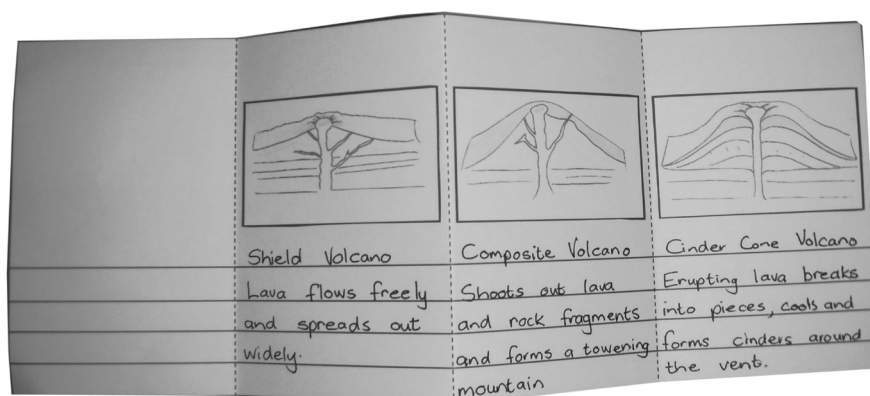 Shield Volcano
Lava flows freely
and spreads out
widely.
Composite Volcano
Shoots out lava
and rock fragments
and forms a towering
mountain
Cinder Cone Volcano
Erupting lava breaks
into pieces, cools and
forms cinders around
the vent.